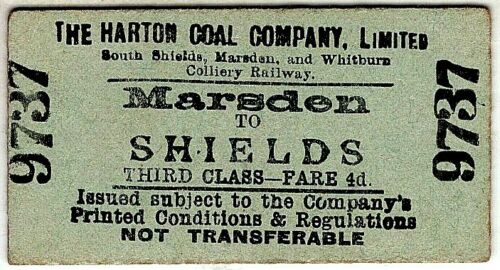 THE HARTON COAL COMPANY, LIMITED
South Shields, Marsden, and Whitburn
Colliery Railway.
Marsden
TO
SHIELDS
THIRD CLASS—FARE 4d.
Issued subject to the Company's
Printed Conditions & Regulations
NOT TRANSFERABLE
9737
9737